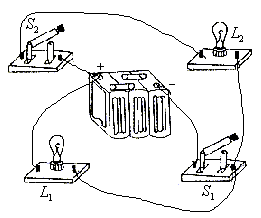 S₂
L₂
+
−
L₁
S₁